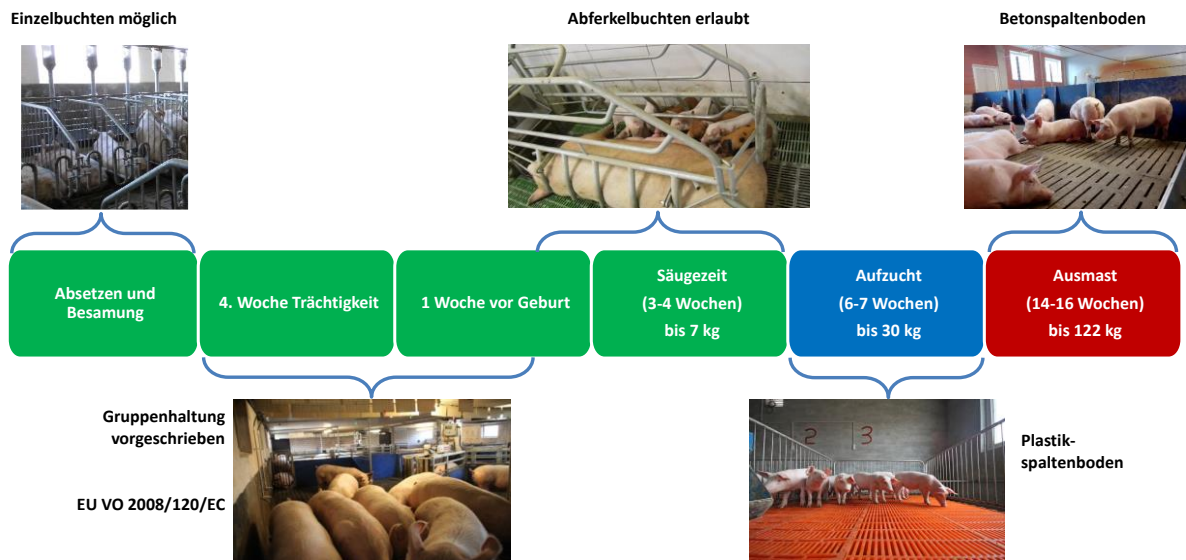 Einzelbuchten möglich
Abferkelbuchten erlaubt
Betonspaltenboden
Absetzen und
Besamung
4. Woche Trächtigkeit
1 Woche vor Geburt
Säugezeit
(3-4 Wochen)
bis 7 kg
Aufzucht
(6-7 Wochen)
bis 30 kg
Ausmast
(14-16 Wochen)
bis 122 kg
Gruppenhaltung
vorgeschrieben
EU VO 2008/120/EC
2 3
Plastik-
spaltenboden